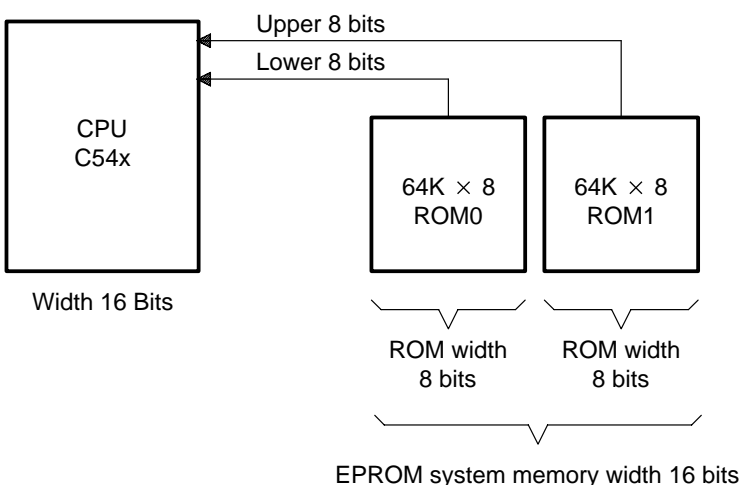 Upper 8 bits
Lower 8 bits
CPU
C54x
64K × 8
ROM0
64K × 8
ROM1
Width 16 Bits
ROM width
8 bits
ROM width
8 bits
EPROM system memory width 16 bits